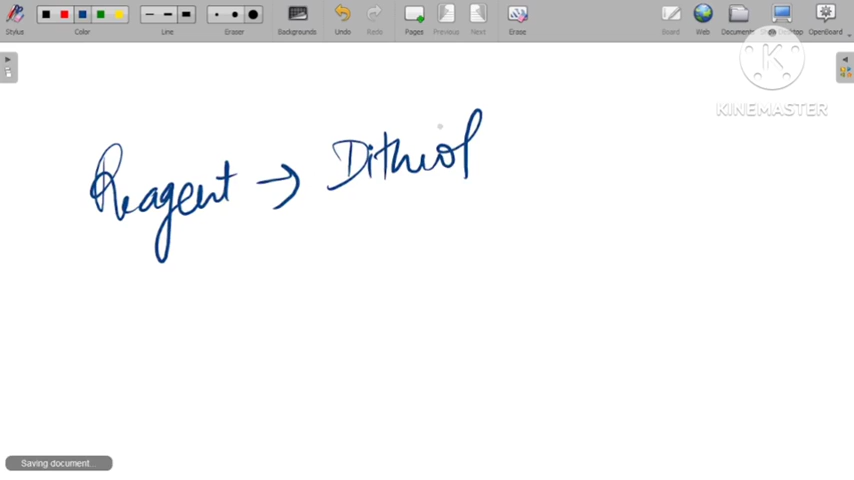 Stylus Color Line Eraser Backgrounds Undo Redo Pages Previous Next Erase Board Web Documents Show Desktop OpenBoard
KINEMASTER
Reagent → Dithiol
Saving document...